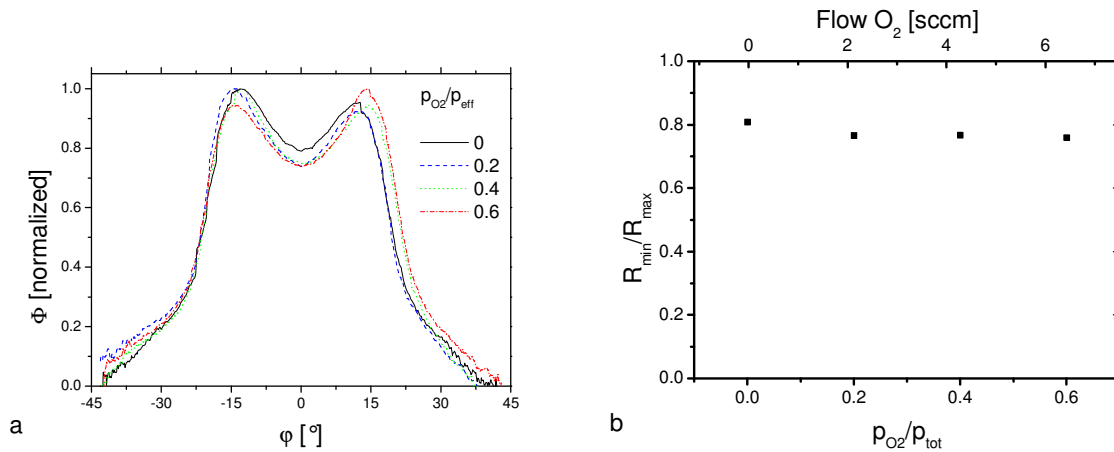 1.0
0.8
0.6
0.4
0.2
0.0
-45 -30 -15 0 15 30 45
Φ [normalized]
φ [°]
pO2/peff
0
0.2
0.4
0.6
a
Flow O2 [sccm]
0 2 4 6
1.0
0.8
0.6
0.4
0.2
0.0
Rmin/Rmax
0.0 0.2 0.4 0.6
pO2/ptot
b